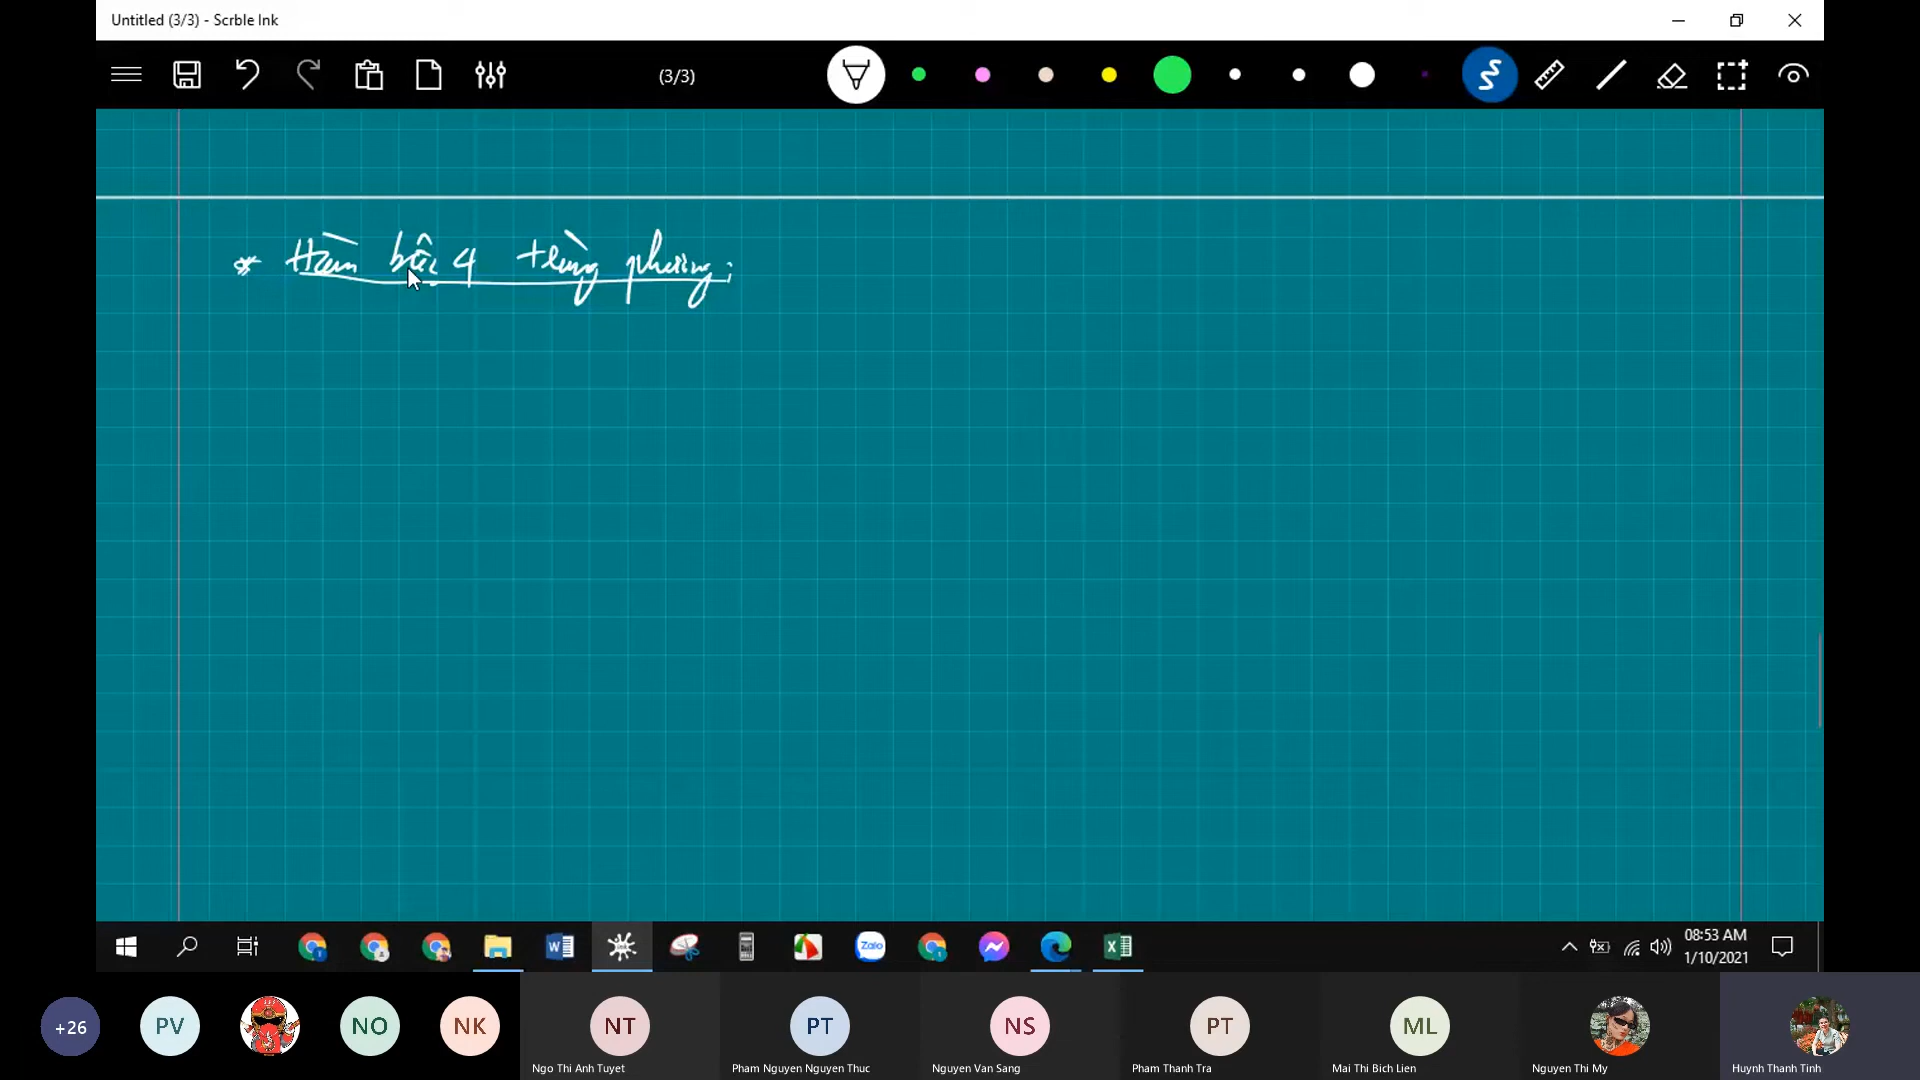 Untitled (3/3) - Scrble Ink
(3/3)
* Hàm bậc 4 trùng phương:
Zalo
08:53 AM
1/10/2021
+26
PV
NO
NK
NT
PT
NS
PT
ML
Ngo Thi Anh Tuyet
Pham Nguyen Nguyen Thuc
Nguyen Van Sang
Pham Thanh Tra
Mai Thi Bich Lien
Nguyen Thi My
Huynh Thanh Tinh